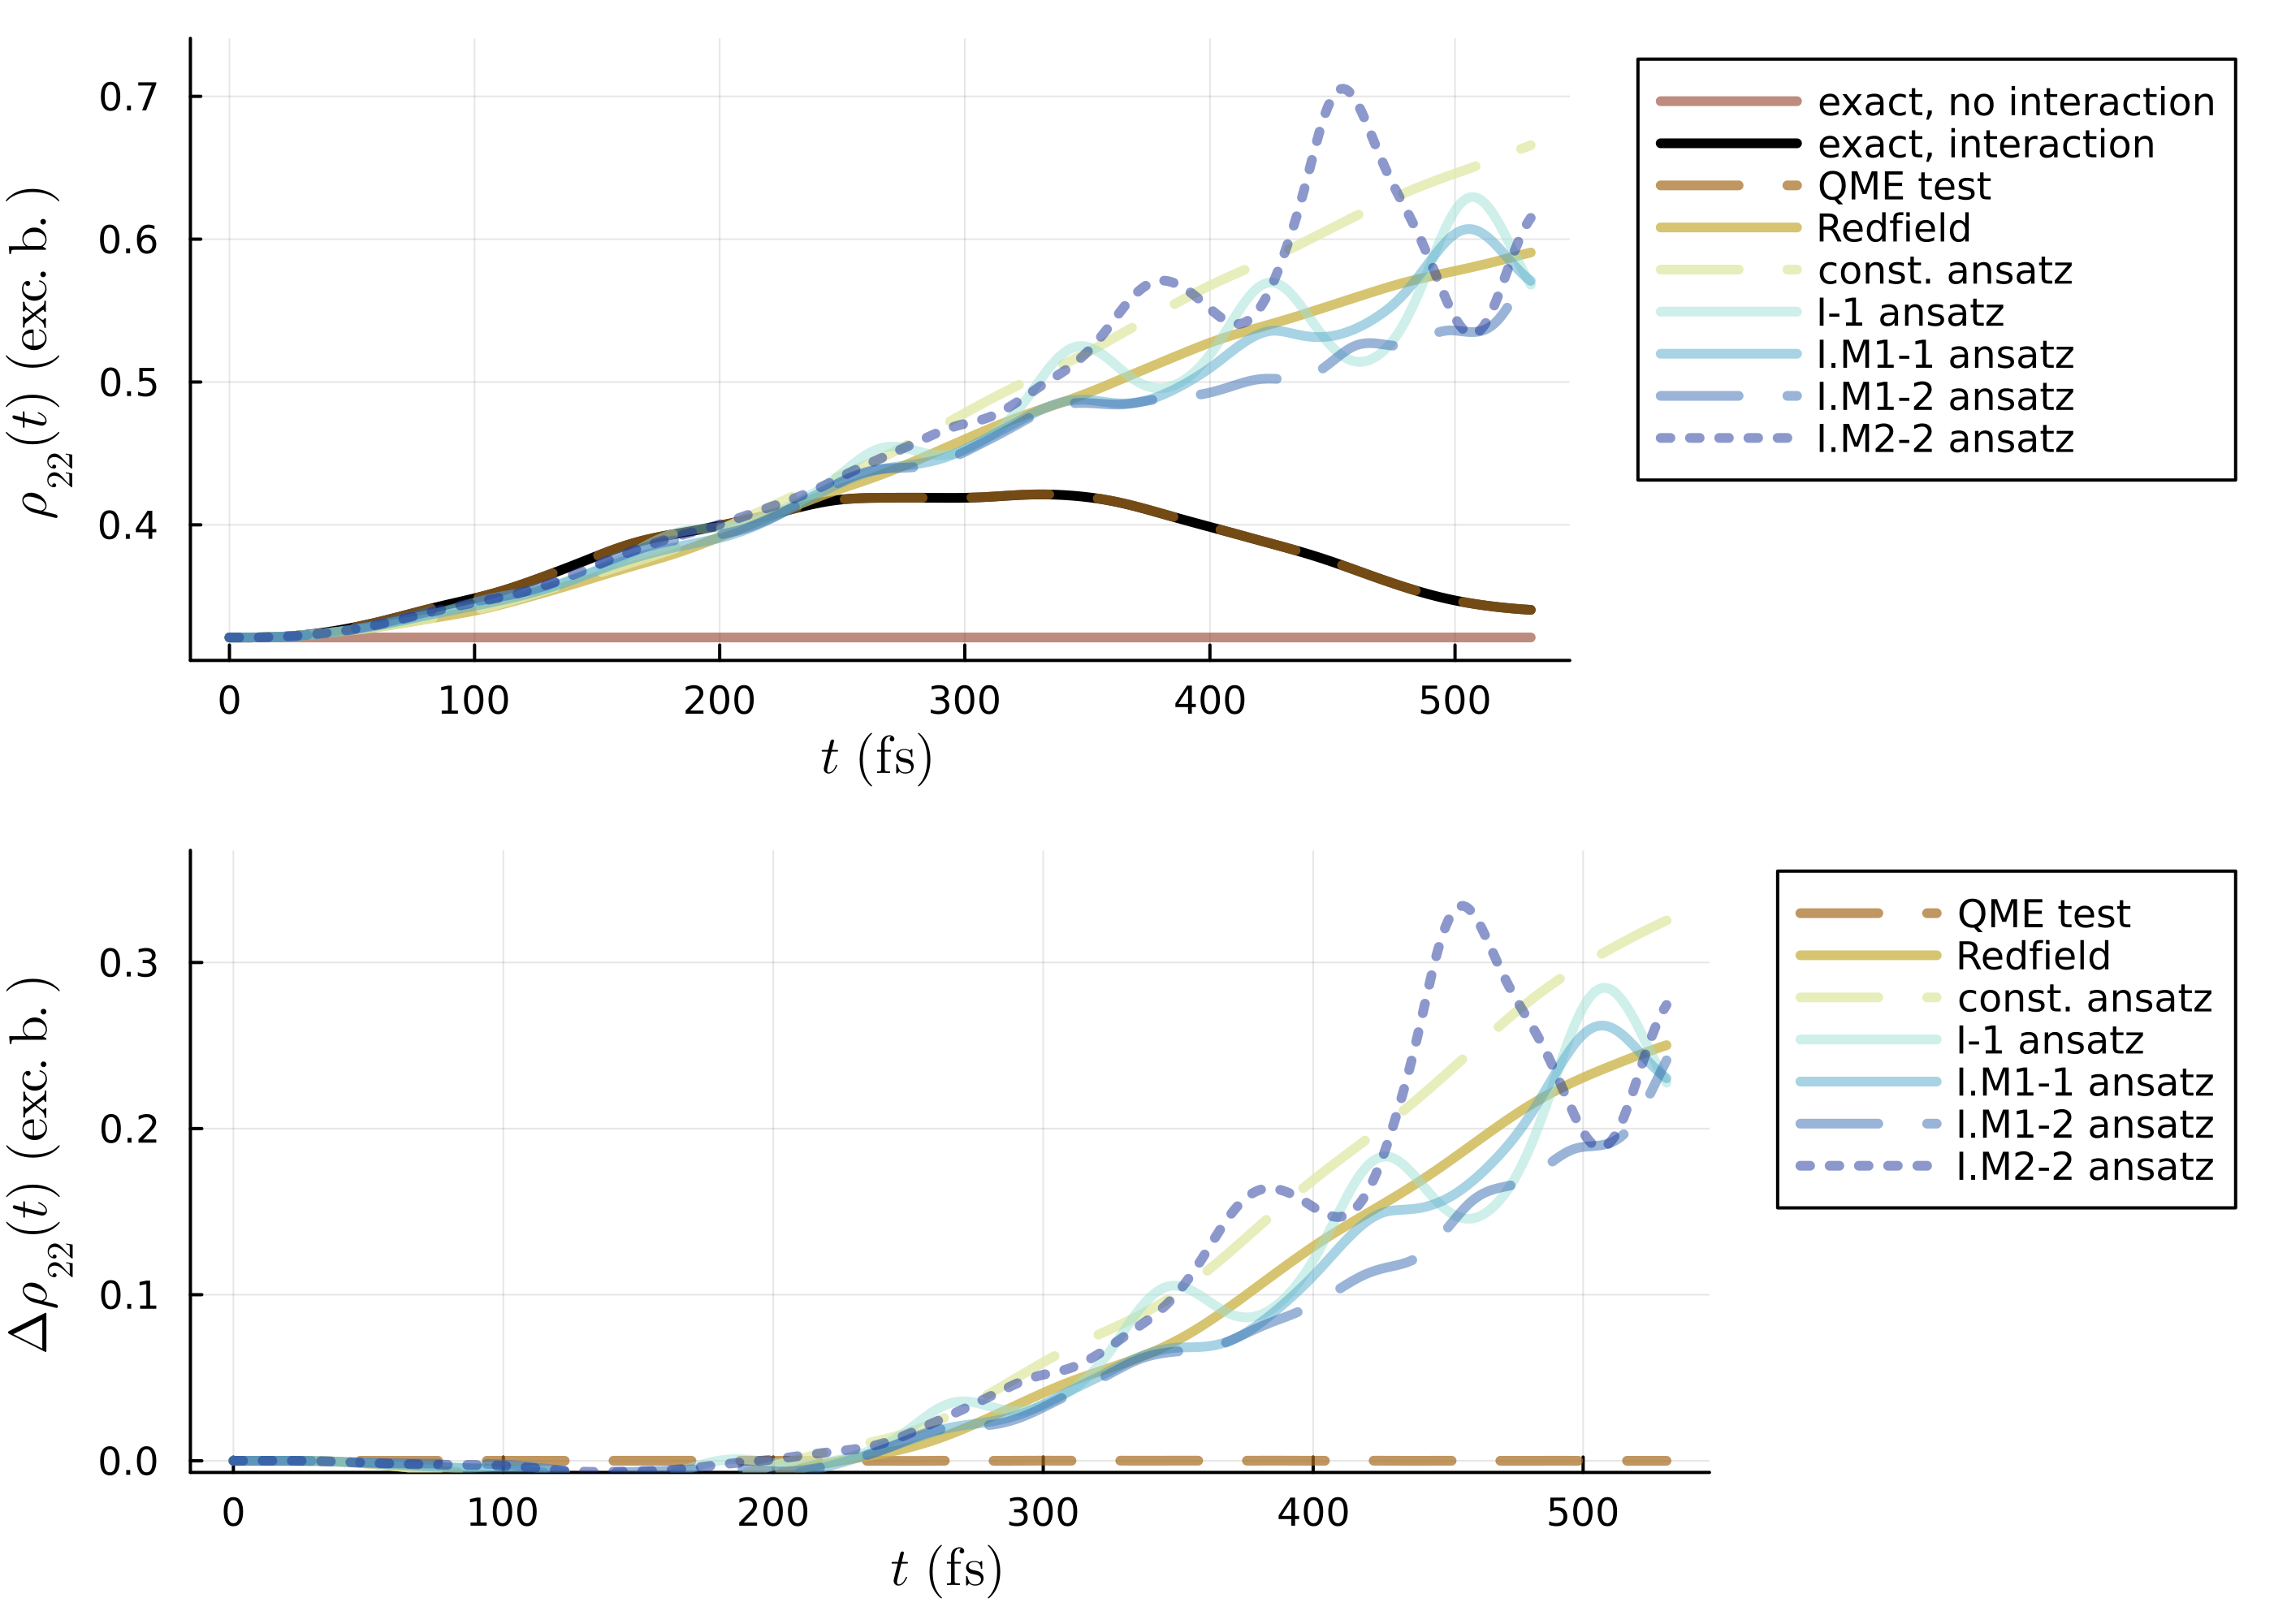 0.7
0.6
0.5
0.4
ρ₂₂(t) (exc. b. )
0 100 200 300 400 500
t (fs)
exact, no interaction
exact, interaction
QME test
Redfield
const. ansatz
I-1 ansatz
I.M1-1 ansatz
I.M1-2 ansatz
I.M2-2 ansatz
0.3
0.2
0.1
0.0
Δρ₂₂(t) (exc. b. )
0 100 200 300 400 500
t (fs)
QME test
Redfield
const. ansatz
I-1 ansatz
I.M1-1 ansatz
I.M1-2 ansatz
I.M2-2 ansatz